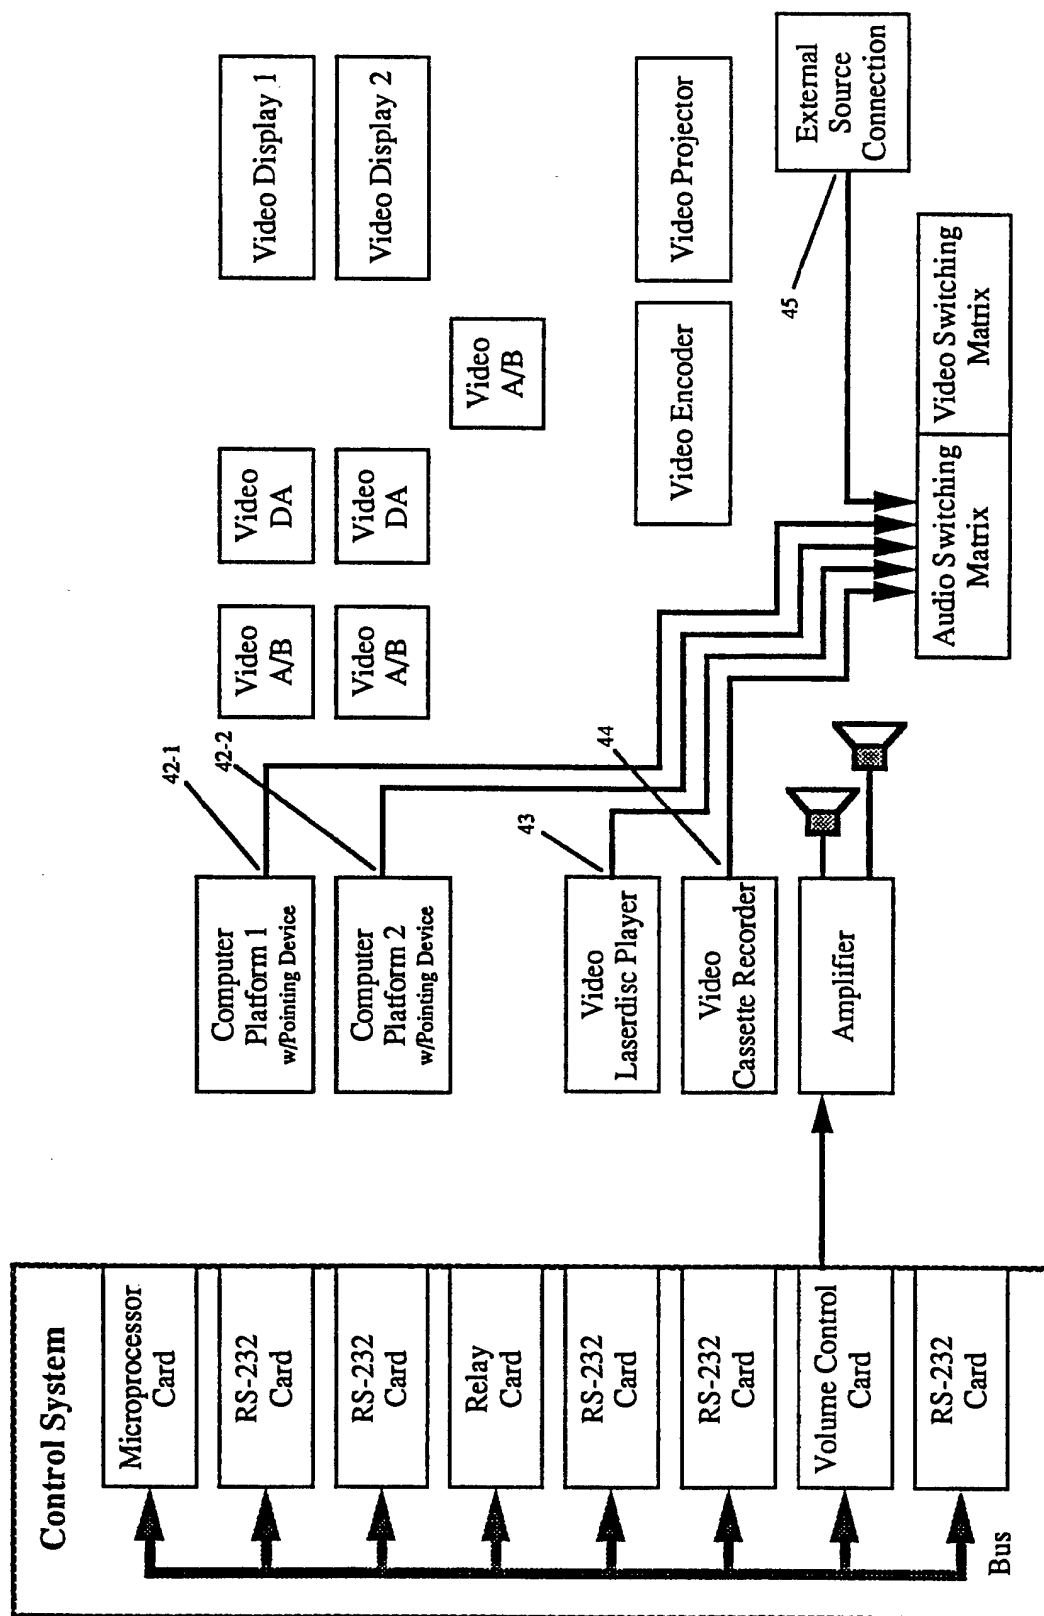 Control System
Microprocessor
Card
RS-232
Card
RS-232
Card
Relay
Card
RS-232
Card
RS-232
Card
Volume Control
Card
RS-232
Card
Bus
Computer
Platform 1
w/Pointing Device
Computer
Platform 2
w/Pointing Device
Video
Laserdisc Player
Video
Cassette Recorder
Amplifier
42-1
42-2
43
44
Video
A/B
Video
A/B
Video
DA
Video
DA
Video
A/B
Video Display 1
Video Display 2
Video Encoder
Video Projector
45
External
Source
Connection
Audio Switching
Matrix
Video Switching
Matrix